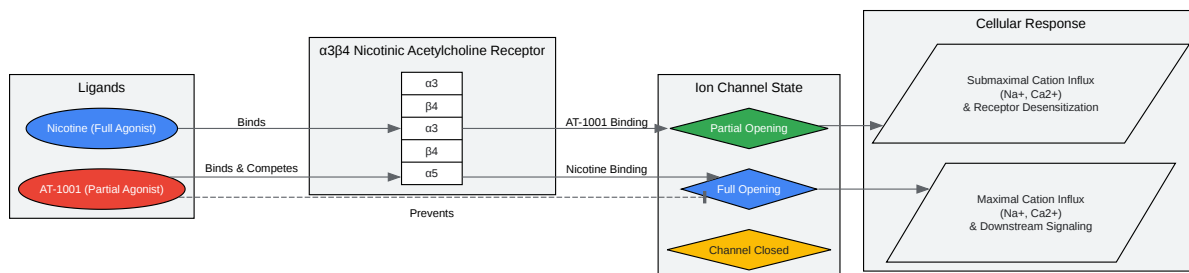 Ligands
Nicotine (Full Agonist)
AT-1001 (Partial Agonist)
Binds
Binds & Competes
Prevents
α3β4 Nicotinic Acetylcholine Receptor
α3
β4
α3
β4
α5
AT-1001 Binding
Nicotine Binding
Ion Channel State
Partial Opening
Full Opening
Channel Closed
Cellular Response
Submaximal Cation Influx
(Na+, Ca2+)
& Receptor Desensitization
Maximal Cation Influx
(Na+, Ca2+)
& Downstream Signaling